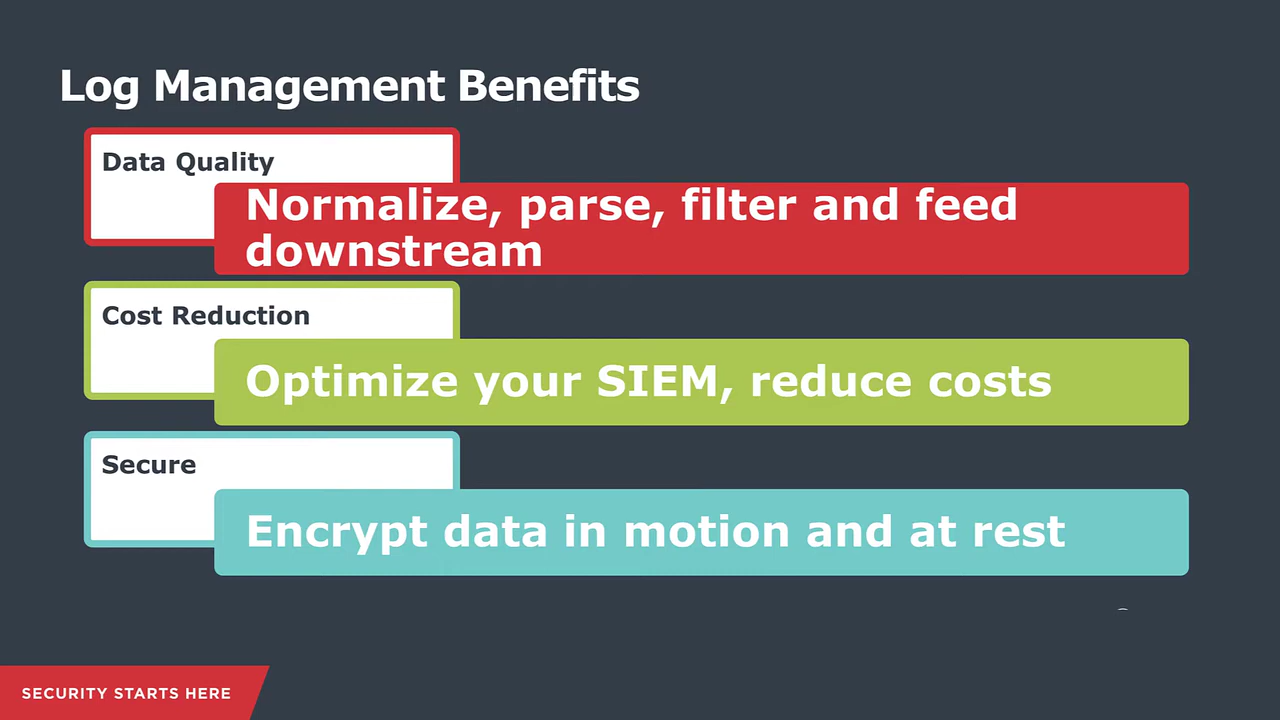 Log Management Benefits
Data Quality
Normalize, parse, filter and feed
downstream
Cost Reduction
Optimize your SIEM, reduce costs
Secure
Encrypt data in motion and at rest
SECURITY STARTS HERE